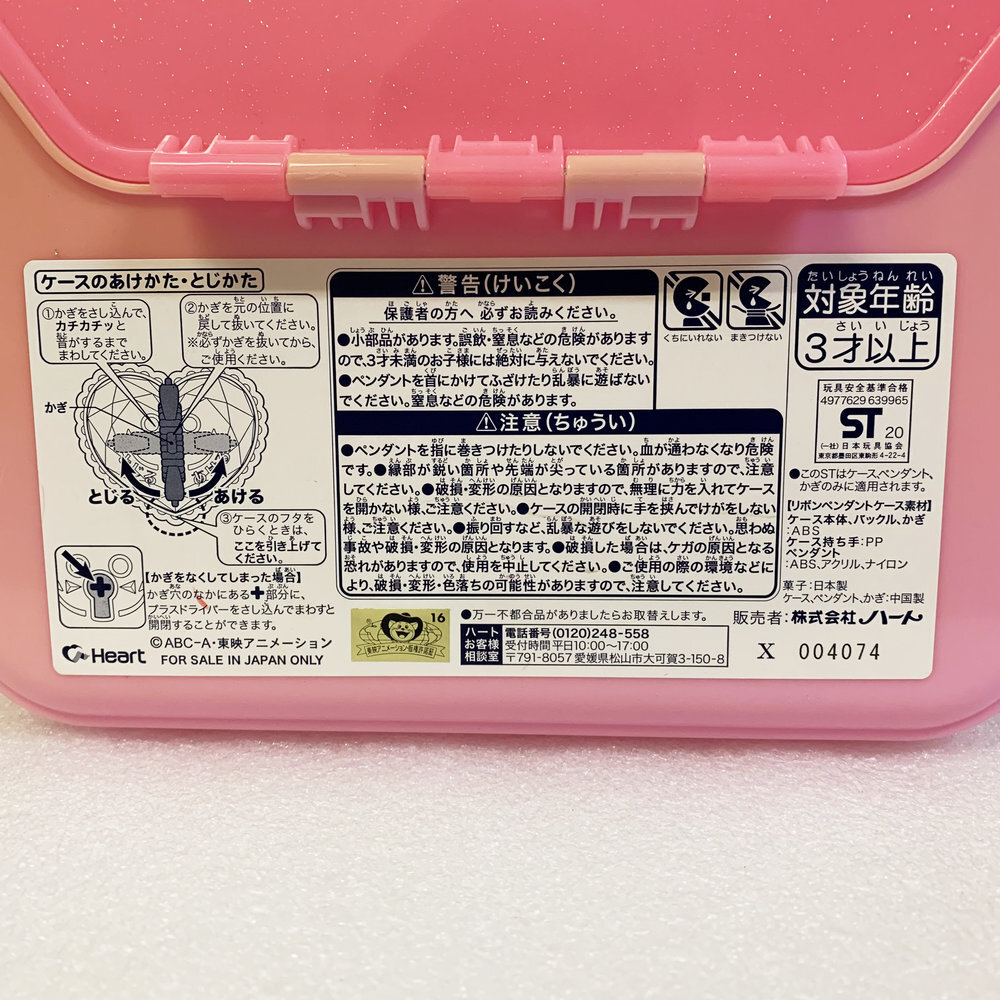 ケースのあけかた・とじかた
①かぎをさし込んで、
カチカチッと
音がするまで
まわしてください。
②かぎを元の位置に
戻して抜いてください。
※必ずかぎを抜いてから、
ご使用ください。
かぎ
とじる
あける
③ケースのフタを
ひらくときは、
ここを引き上げて
ください。
【かぎをなくしてしまった場合】
かぎ穴のなかにある✚部分に、
プラスドライバーをさし込んでまわすと
開閉することができます。
Heart
©ABC-A・東映アニメーション
FOR SALE IN JAPAN ONLY
⚠警告(けいこく)
保護者の方へ 必ずお読みください。
●小部品があります。誤飲・窒息などの危険があります
ので、3才未満のお子様には絶対に与えないでください。
●ペンダントを首にかけてふざけたり乱暴に遊ばない
でください。窒息などの危険があります。
くちにいれない
まきつけない
⚠注意(ちゅうい)
●ペンダントを指に巻きつけたりしないでください。血が通わなくなり危険
です。●縁部が鋭い箇所や先端が尖っている箇所がありますので、注意
してください。●破損・変形の原因となりますので、無理に力を入れてケース
を開かない様、ご注意ください。●ケースの開閉時に手を挟んでけがをしない
様、ご注意ください。●振り回すなど、乱暴な遊びをしないでください。思わぬ
事故や破損・変形の原因となります。●破損した場合は、ケガの原因となる
恐れがありますので、使用を中止してください。●ご使用の際の環境などに
より、破損・変形・色落ちの可能性がありますので、注意してください。
16
東映アニメーション版権許諾証
●万一不都合品がありましたらお取替えします。
ハート
お客様
相談室
電話番号(0120)248-558
受付時間 平日10:00〜17:00
〒791-8057 愛媛県松山市大可賀3-150-8
たいしょうねんれい
対象年齢
さいいじょう
3才以上
玩具安全基準合格
4977629 639965
ST 20
(一社)日本玩具協会
東京都墨田区東駒形4-22-4
●このSTはケース、ペンダント、
かぎのみに適用されます。
【リボンペンダントケース素材】
ケース本体、バックル、かぎ
:ABS
ケース持ち手:PP
ペンダント
:ABS、アクリル、ナイロン
菓子:日本製
ケース、ペンダント、かぎ:中国製
販売者:株式会社ハート
X 004074